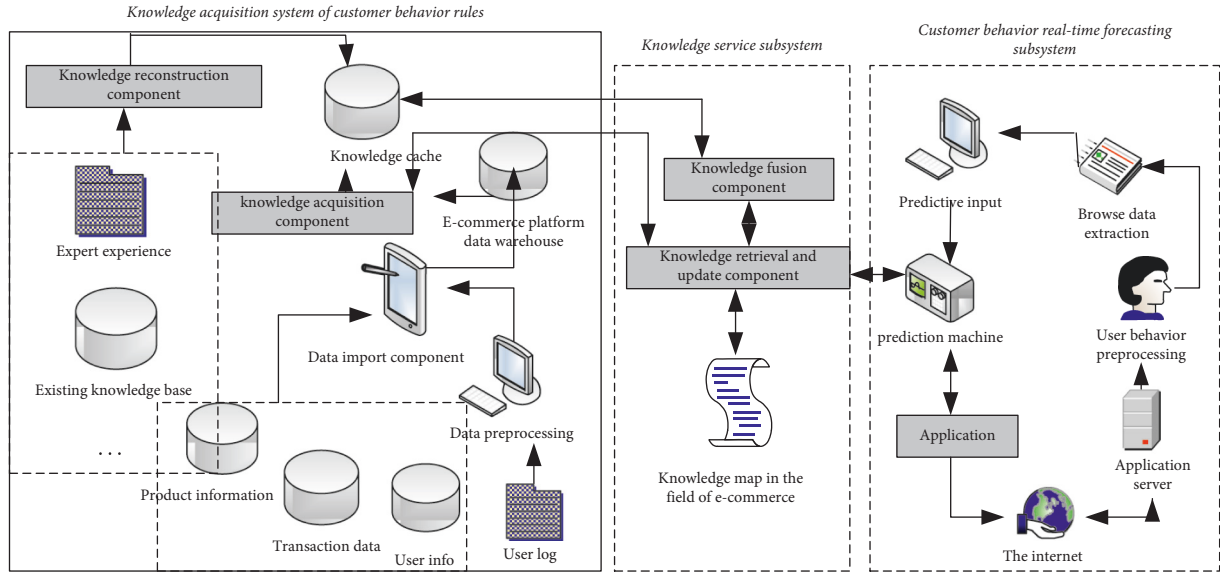 Knowledge acquisition system of customer behavior rules
Knowledge reconstruction
component
Knowledge cache
knowledge acquisition
component
E-commerce platform
data warehouse
Expert experience
Existing knowledge base
Data import component
Data preprocessing
. . .
Product information
Transaction data
User info
User log
Knowledge service subsystem
Knowledge fusion
component
Knowledge retrieval and
update component
Knowledge map in the
field of e-commerce
Customer behavior real-time forecasting
subsystem
Predictive input
Browse data
extraction
prediction machine
User behavior
preprocessing
Application
Application
server
The internet